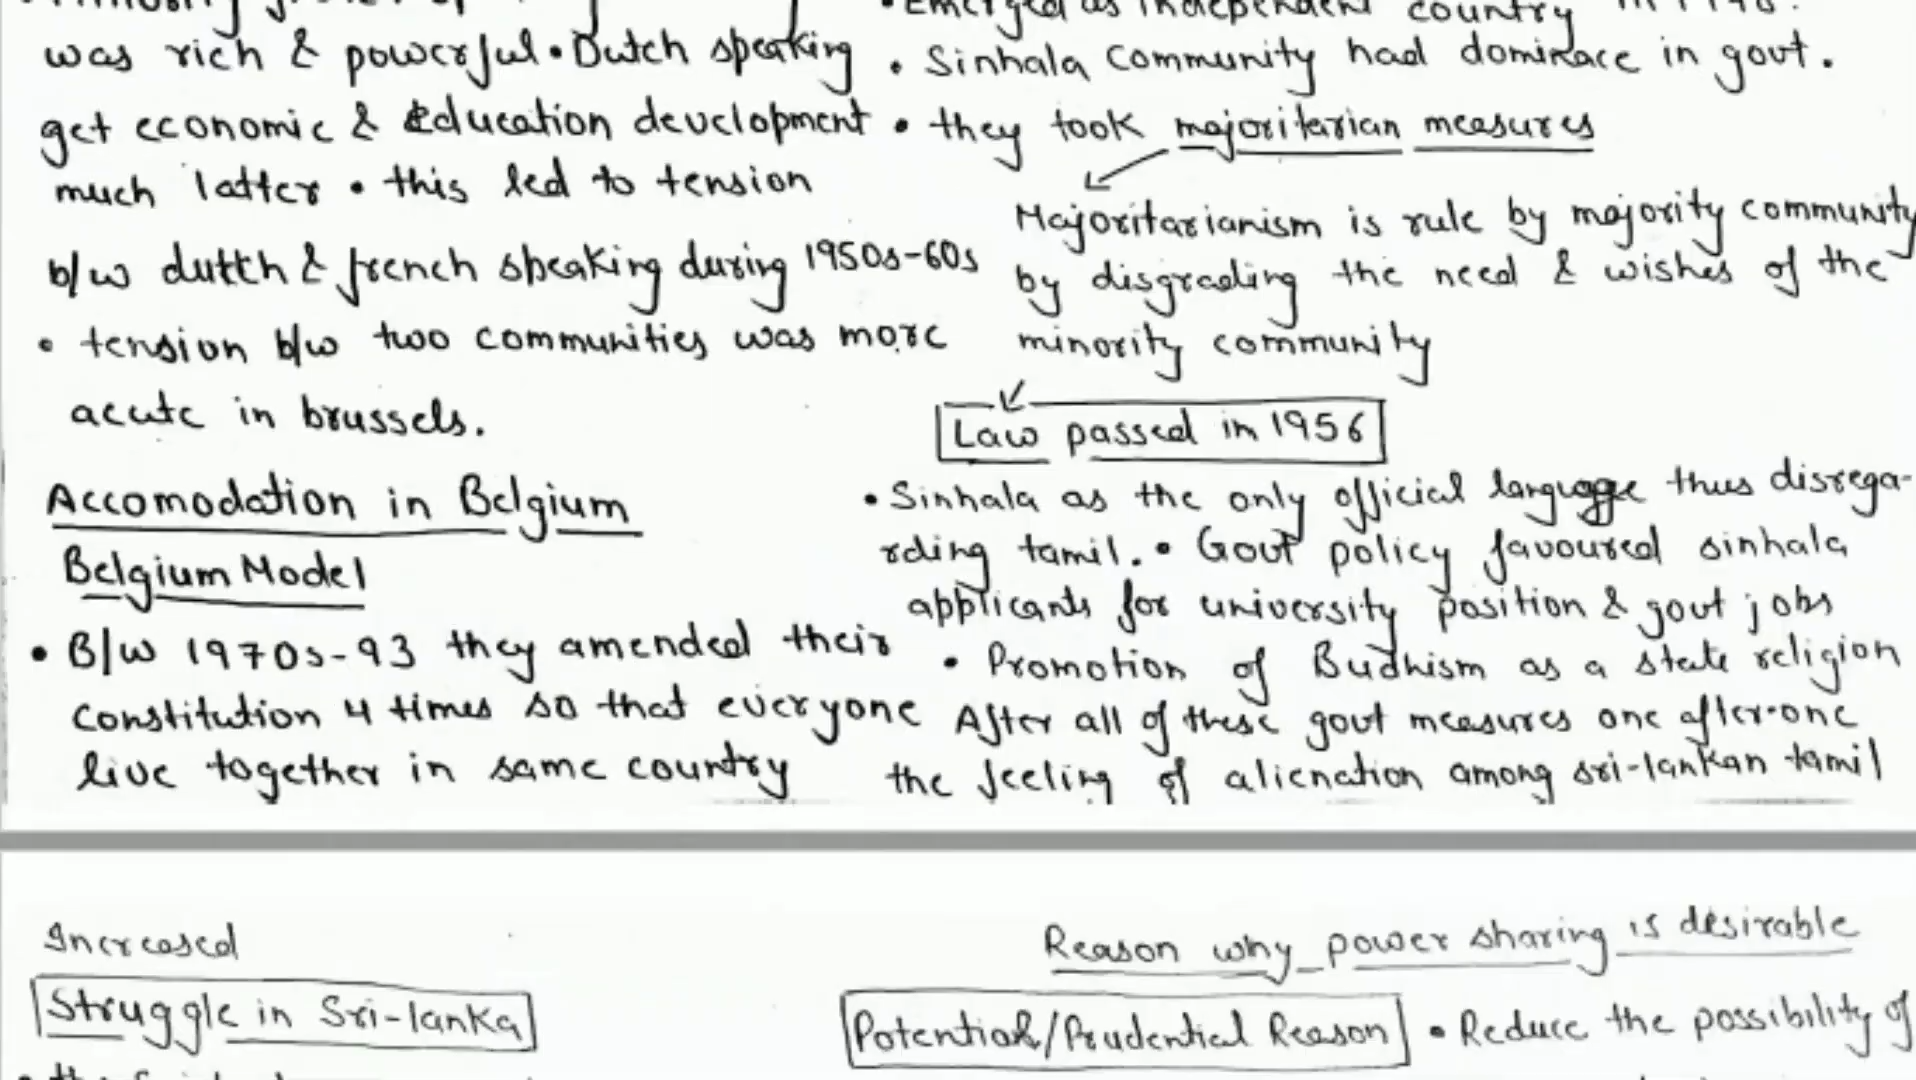 was rich & powerful • Dutch speaking
get economic & education development
much latter • this led to tension
b/w dutch & french speaking during 1950s-60s
• tension b/w two communities was more
acute in brussels.
Accomodation in Belgium
Belgium Model
• B/w 1970s-93 they amended their
constitution 4 times so that everyone
live together in same country
• Emerged as independent country in
• Sinhala Community had dominace in govt.
• they took majoritarian measures
Majoritarianism is rule by majority community
by disgrading the need & wishes of the
minority community
Law passed in 1956
• Sinhala as the only official language thus disrega-
rding tamil. • Govt policy favoured sinhala
applicants for university position & govt jobs
• Promotion of Budhism as a state religion
After all of these govt measures one after-one
the feeling of alienation among sri-lankan tamil
Increased
Struggle in Sri-lanka
Reason why power sharing is desirable
Potential/Prudential Reason • Reduce the possibility of